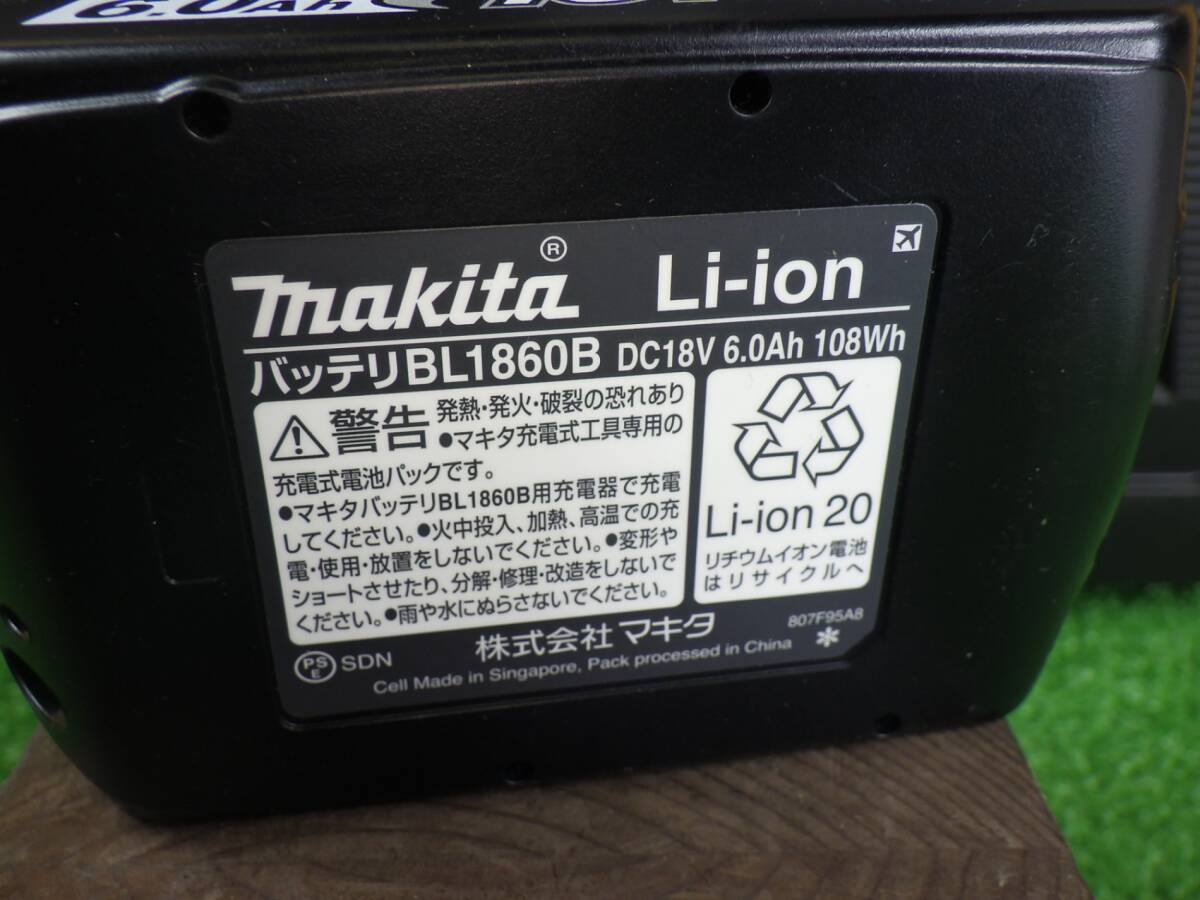 6.0Ah
makita® Li-ion
バッテリBL1860B DC18V 6.0Ah 108Wh
警告 発熱・発火・破裂の恐れあり
●マキタ充電式工具専用の
充電式電池パックです。
●マキタバッテリBL1860B用充電器で充電
してください。●火中投入、加熱、高温での充
電・使用・放置をしないでください。●変形や
ショートさせたり、分解・修理・改造をしないで
ください。●雨や水にぬらさないでください。
Li-ion 20
リチウムイオン電池
はリサイクルへ
株式会社マキタ
807F95A8
PS
E
SDN
Cell Made in Singapore, Pack processed in China